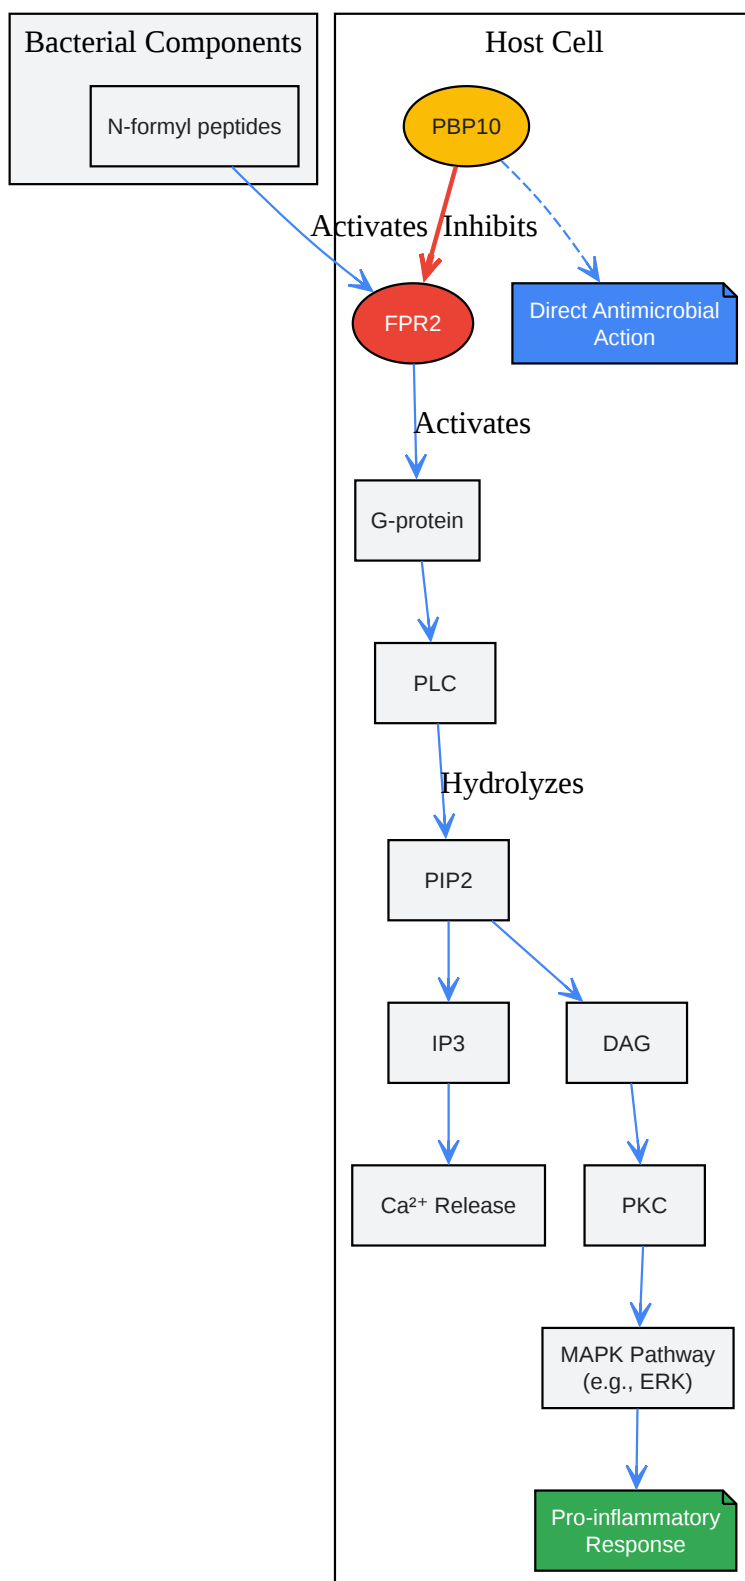 Bacterial Components
Host Cell
N-formyl peptides
PBP10
Activates
Inhibits
FPR2
Direct Antimicrobial
Action
Activates
G-protein
PLC
Hydrolyzes
PIP2
IP3
DAG
Ca²⁺ Release
PKC
MAPK Pathway
(e.g., ERK)
Pro-inflammatory
Response